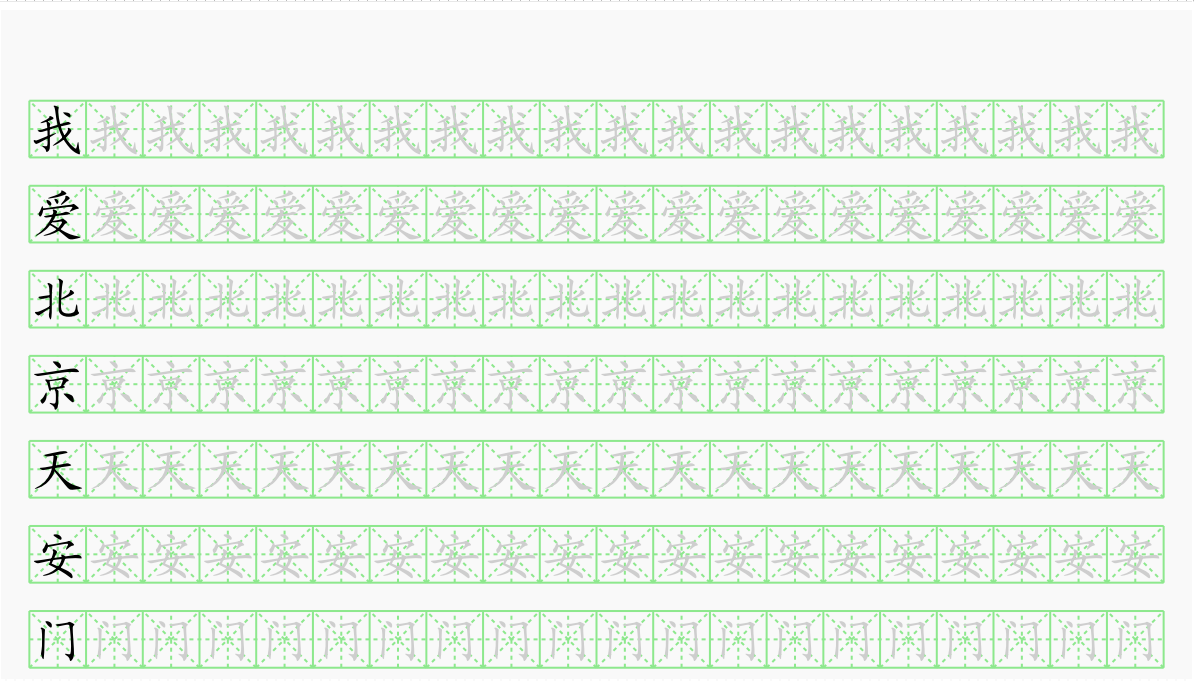 我我我我我我我我我我我我我我我我我我我我
爱爱爱爱爱爱爱爱爱爱爱爱爱爱爱爱爱爱爱爱
北北北北北北北北北北北北北北北北北北北北
京京京京京京京京京京京京京京京京京京京京
天天天天天天天天天天天天天天天天天天天天
安安安安安安安安安安安安安安安安安安安安
门门门门门门门门门门门门门门门门门门门门